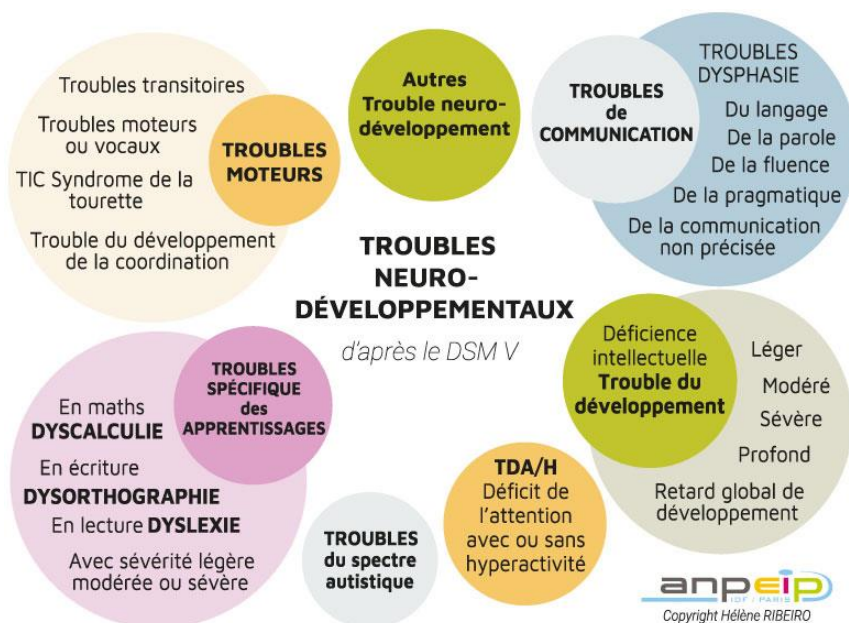 Troubles transitoires
Troubles moteurs
ou vocaux
TIC Syndrome de la
tourette
Trouble du développement
de la coordination
TROUBLES
MOTEURS
Autres
Trouble neuro-
développement
TROUBLES
de
COMMUNICATION
TROUBLES
DYSPHASIE
Du langage
De la parole
De la fluence
De la pragmatique
De la communication
non précisée
TROUBLES
NEURO-
DÉVELOPPEMENTAUX
d'après le DSM V
TROUBLES
SPÉCIFIQUE
des
APPRENTISSAGES
En maths
DYSCALCULIE
En écriture
DYSORTHOGRAPHIE
En lecture DYSLEXIE
Avec sévérité légère
modérée ou sévère
TROUBLES
du spectre
autistique
TDA/H
Déficit de
l'attention
avec ou sans
hyperactivité
Déficience
intellectuelle
Trouble du
développement
Léger
Modéré
Sévère
Profond
Retard global de
développement
anpeip
IDF / PARIS
Copyright Hélène RIBEIRO